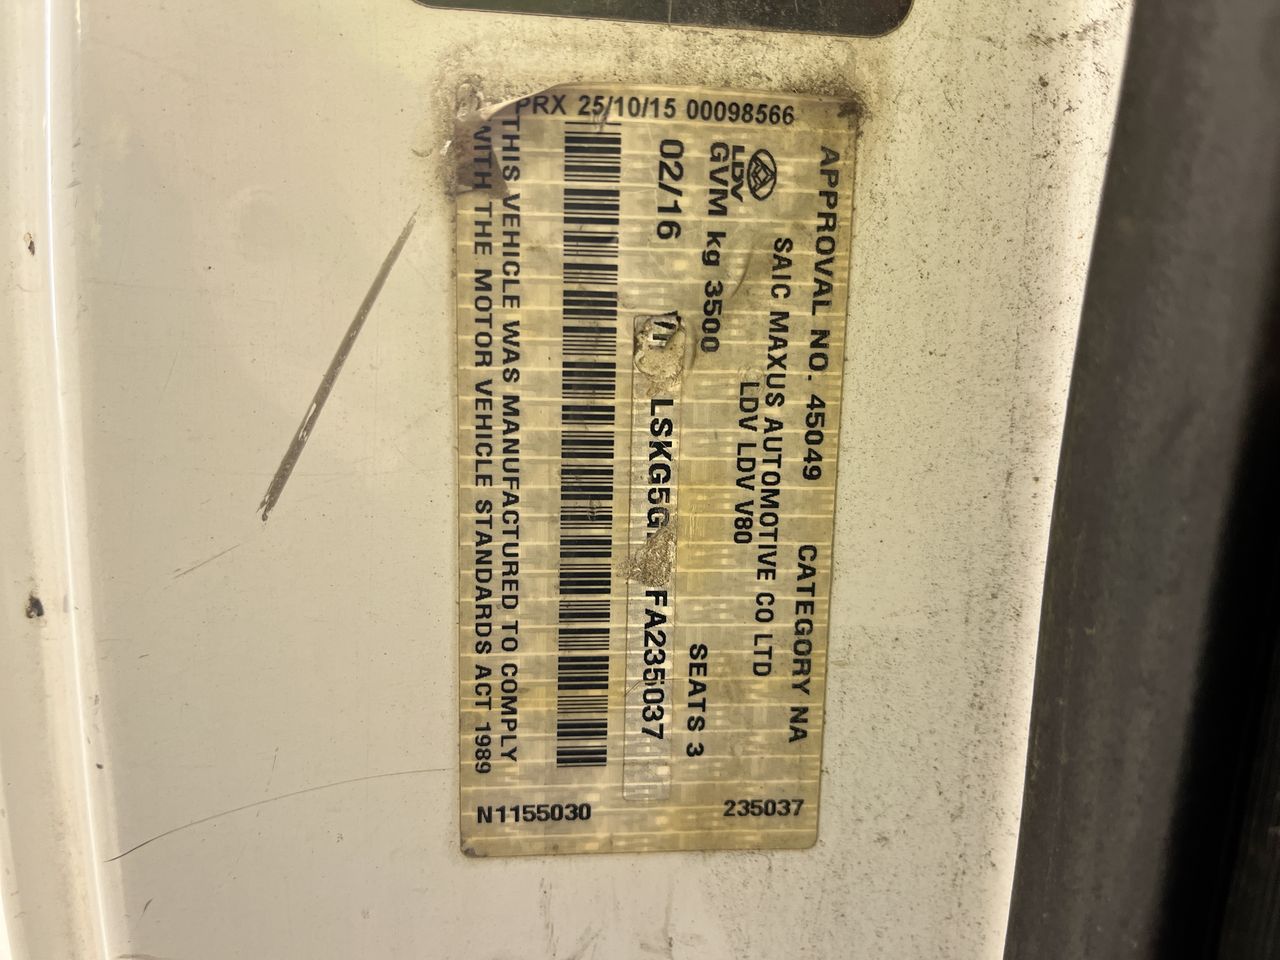 PRX 25/10/15 00098566
APPROVAL NO. 45049 CATEGORY NA
SAIC MAXUS AUTOMOTIVE CO LTD
LDV
LDV LDV V80
GVM kg 3500 SEATS 3
02/16 LSKG5G FA235037
THIS VEHICLE WAS MANUFACTURED TO COMPLY
WITH THE MOTOR VEHICLE STANDARDS ACT 1989
N1155030 235037